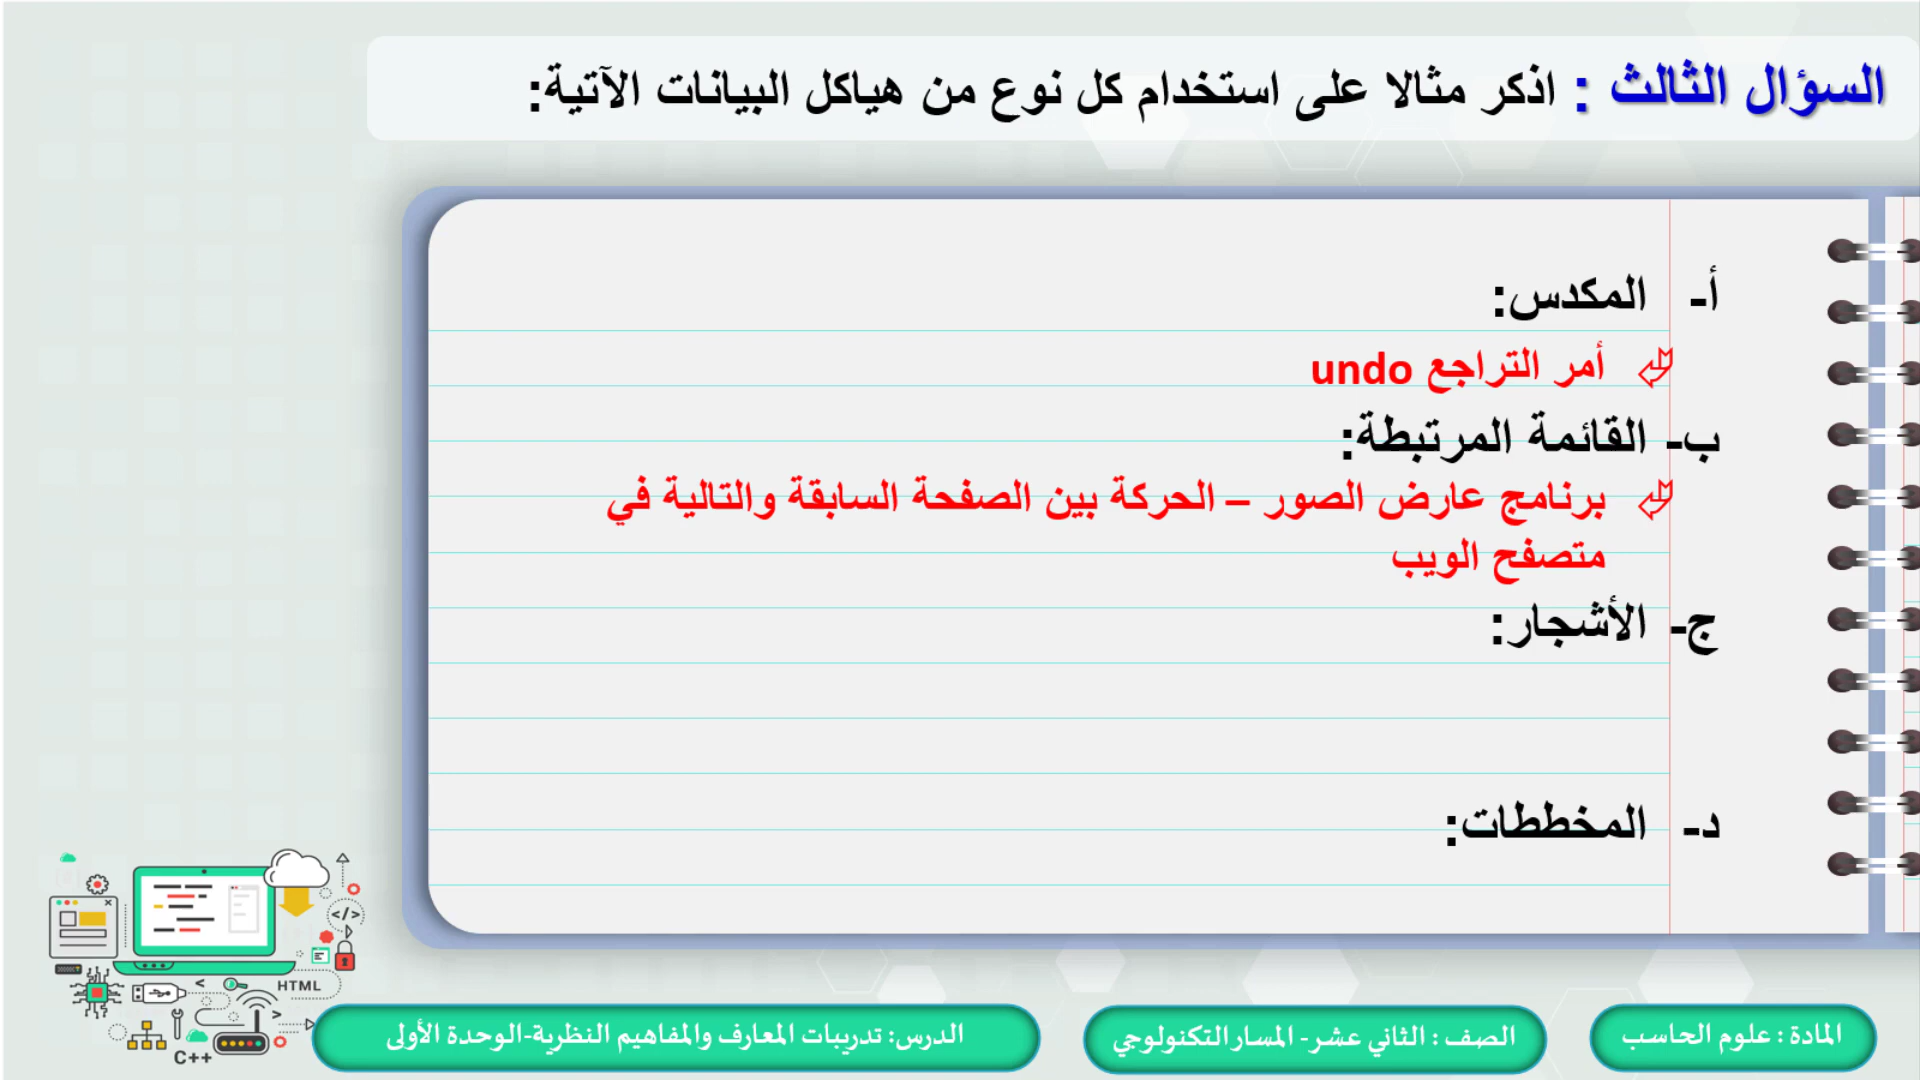 السؤال الثالث : اذكر مثالا على استخدام كل نوع من هياكل البيانات الآتية:
أ- المكدس:
أمر التراجع undo
ب- القائمة المرتبطة:
برنامج عارض الصور – الحركة بين الصفحة السابقة والتالية في
متصفح الويب
ج- الأشجار:
د- المخططات:
</>
HTML
C++
المادة : علوم الحاسب
الصف : الثاني عشر- المسار التكنولوجي
الدرس: تدريبات المعارف والمفاهيم النظرية-الوحدة الأولى